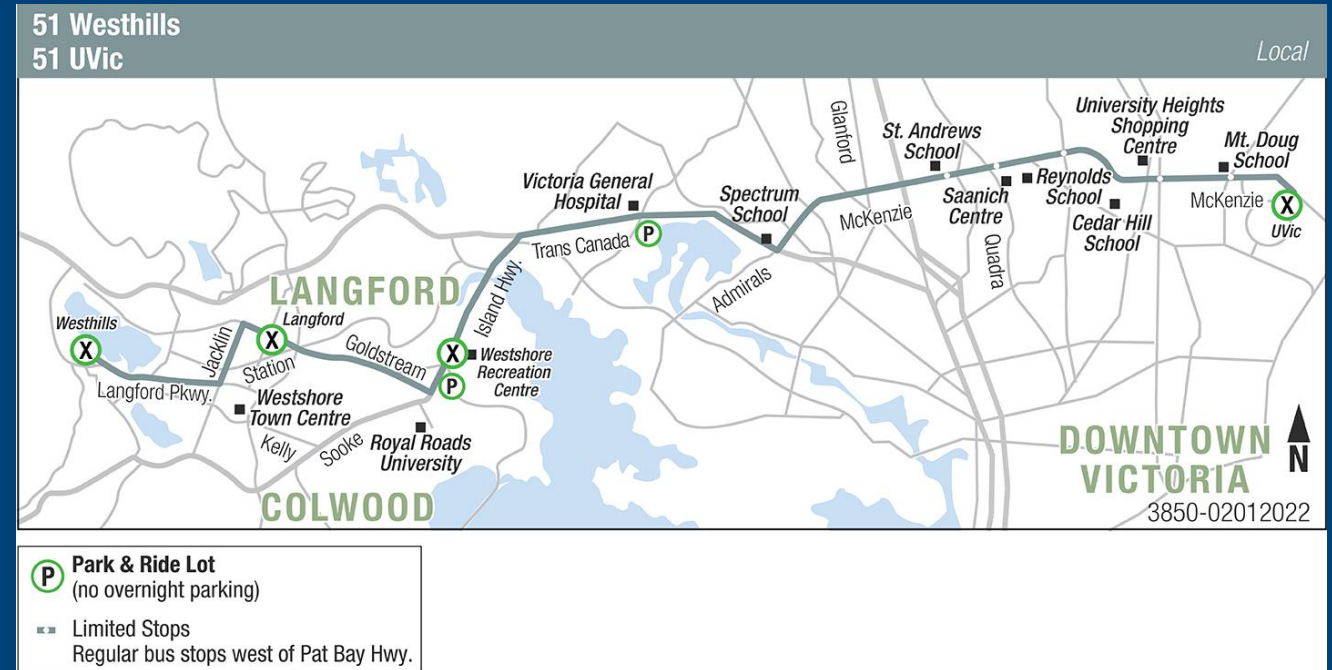 51 Westhills
51 UVic
Local
Glanford
University Heights
Shopping
Centre
St. Andrews
School
Mt. Doug
School
Victoria General
Hospital
Spectrum
School
Saanich
Centre
Reynolds
School
McKenzie
X
UVic
McKenzie
Cedar Hill
School
Trans Canada
P
Quadra
Admirals
Island Hwy.
LANGFORD
Langford
X
Westhills
X
Jacklin
Station
Goldstream
X
Westshore
Recreation
Centre
P
Langford Pkwy.
Westshore
Town Centre
Kelly
Sooke
Royal Roads
University
COLWOOD
DOWNTOWN
VICTORIA
N
3850-02012022
P Park & Ride Lot
(no overnight parking)
Limited Stops
Regular bus stops west of Pat Bay Hwy.